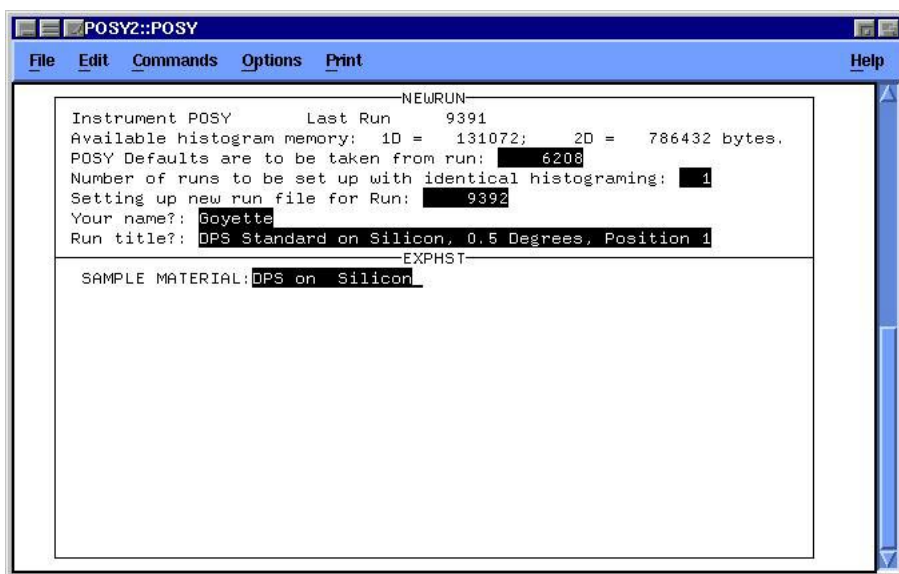 POSY2::POSY
File Edit Commands Options Print Help
NEWRUN
Instrument POSY Last Run 9391
Available histogram memory: 1D = 131072; 2D = 786432 bytes.
POSY Defaults are to be taken from run: 6208
Number of runs to be set up with identical histograming: 1
Setting up new run file for Run: 9392
Your name?: Goyette
Run title?: DPS Standard on Silicon, 0.5 Degrees, Position 1
EXPHST
SAMPLE MATERIAL:DPS on Silicon_